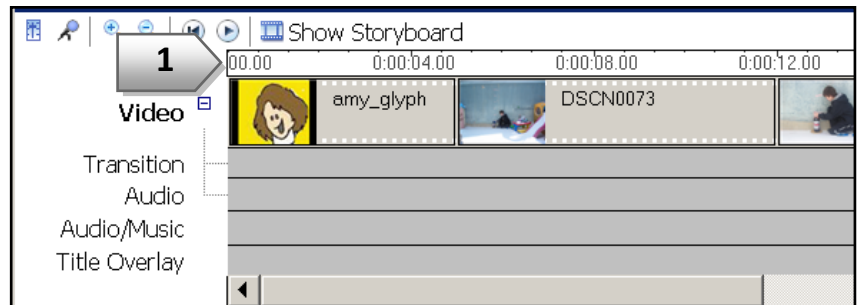 Show Storyboard
1
00.00 0:00:04.00 0:00:08.00 0:00:12.00
Video amy_glyph DSCN0073
Transition
Audio
Audio/Music
Title Overlay